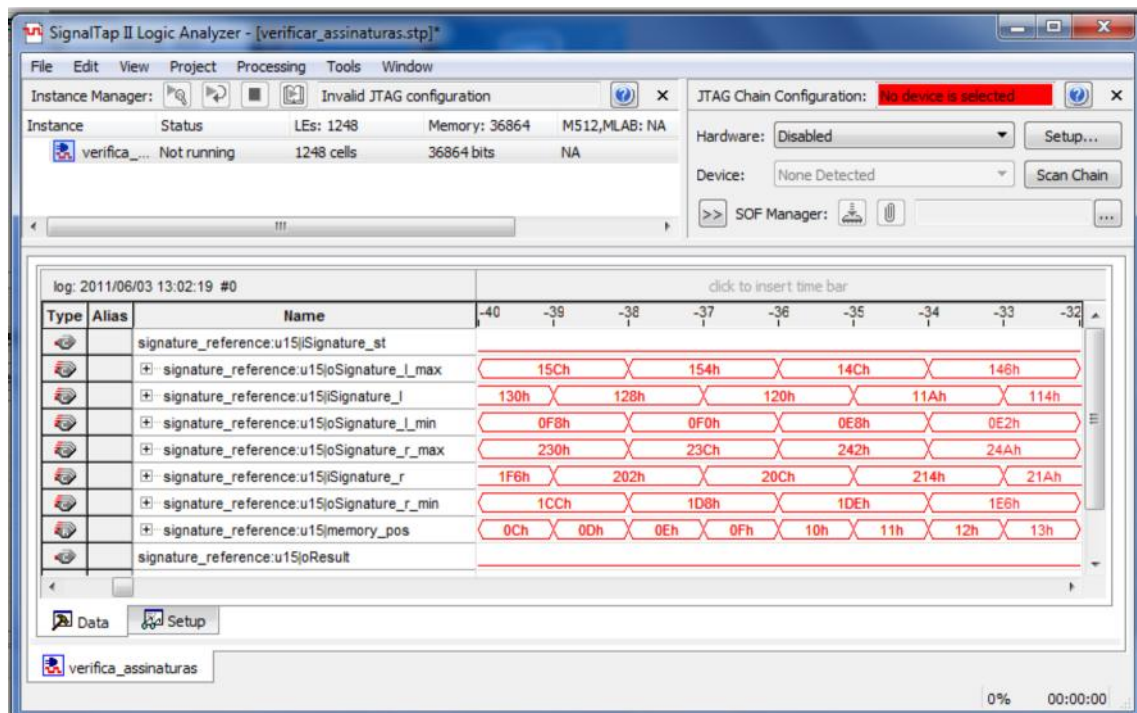 SignalTap II Logic Analyzer - [verificar_assinaturas.stp]*
File Edit View Project Processing Tools Window
Instance Manager: Invalid JTAG configuration
Instance Status LEs: 1248 Memory: 36864 M512,MLAB: NA
verifica_... Not running 1248 cells 36864 bits NA
JTAG Chain Configuration: No device is selected
Hardware: Disabled Setup...
Device: None Detected Scan Chain
>> SOF Manager: ...
log: 2011/06/03 13:02:19 #0 click to insert time bar
Type Alias Name -40 -39 -38 -37 -36 -35 -34 -33 -32
signature_reference:u15|iSignature_st
signature_reference:u15|oSignature_l_max 15Ch 154h 14Ch 146h
signature_reference:u15|iSignature_l 130h 128h 120h 11Ah 114h
signature_reference:u15|oSignature_l_min 0F8h 0F0h 0E8h 0E2h
signature_reference:u15|oSignature_r_max 230h 23Ch 242h 24Ah
signature_reference:u15|iSignature_r 1F6h 202h 20Ch 214h 21Ah
signature_reference:u15|oSignature_r_min 1CCh 1D8h 1DEh 1E6h
signature_reference:u15|memory_pos 0Ch 0Dh 0Eh 0Fh 10h 11h 12h 13h
signature_reference:u15|oResult
Data Setup
verifica_assinaturas
0% 00:00:00